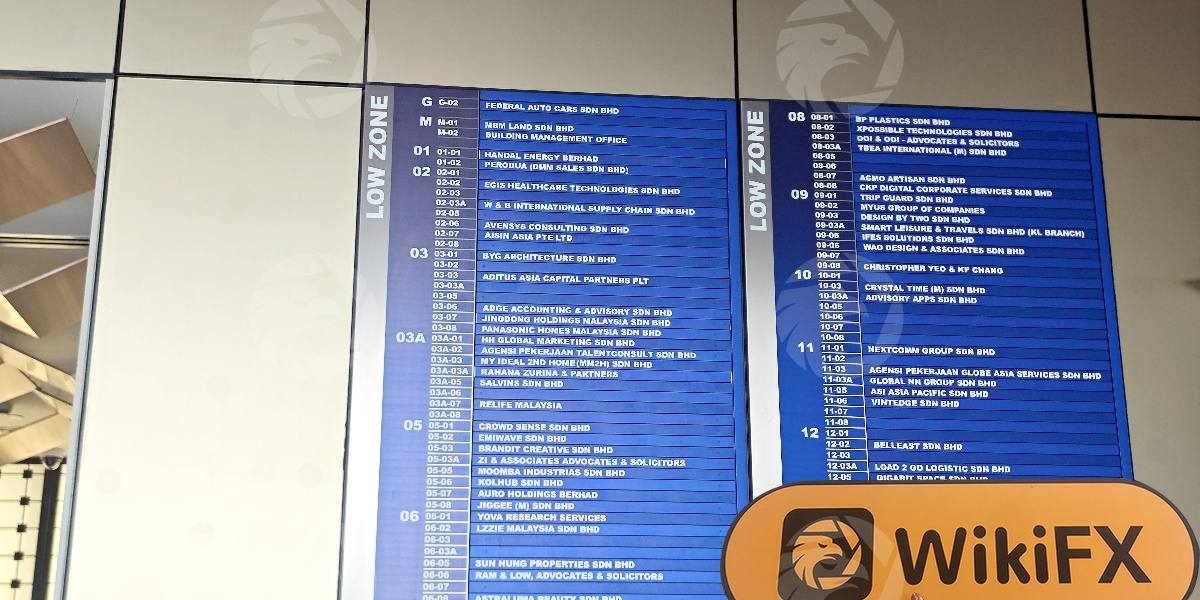 LOW ZONE
G G-02 FEDERAL AUTO CARS SDN BHD
M M-01 MBM LAND SDN BHD
M-02 BUILDING MANAGEMENT OFFICE
01 01-01 HANDAL ENERGY BERHAD
01-02 PERODUA (DMM SALES SDN BHD)
02 02-01
02-02 EGIS HEALTHCARE TECHNOLOGIES SDN BHD
02-03
02-03A W & B INTERNATIONAL SUPPLY CHAIN SDN BHD
02-05
02-06 AVENSYS CONSULTING SDN BHD
02-07 AISIN ASIA PTE LTD
02-08
03 03-01 BYG ARCHITECTURE SDN BHD
03-02
03-03 ADITUS ASIA CAPITAL PARTNERS PLT
03-03A
03-05
03-06 ADGE ACCOUNTING & ADVISORY SDN BHD
03-07 JINGDONG HOLDINGS MALAYSIA SDN BHD
03-08 PANASONIC HOMES MALAYSIA SDN BHD
03A 03A-01 HH GLOBAL MARKETING SDN BHD
03A-02 AGENSI PEKERJAAN TALENTCONSULT SDN BHD
03A-03 MY IDEAL 2ND HOME(MM2H) SDN BHD
03A-03A RAHANA ZURINA & PARTNERS
03A-05 SALVINS SDN BHD
03A-06
03A-07 RELIFE MALAYSIA
03A-08
05 05-01 CROWD SENSE SDN BHD
05-02 EMIWAVE SDN BHD
05-03 BRANDIT CREATIVE SDN BHD
05-03A ZI & ASSOCIATES ADVOCATES & SOLICITORS
05-05 MOOMBA INDUSTRIAS SDN BHD
05-06 KOLHUB SDN BHD
05-07 AURO HOLDINGS BERHAD
05-08 JIGGEE (M) SDN BHD
06 06-01 YOVA RESEARCH SERVICES
06-02 LZZIE MALAYSIA SDN BHD
06-03
06-03A
06-05 SUN HUNG PROPERTIES SDN BHD
06-06 RAM & LOW, ADVOCATES & SOLICITORS
06-07
06-08 ASTRALUMA BEAUTY SDN BHD
LOW ZONE
08 08-01 BP PLASTICS SDN BHD
08-02 XPOSSIBLE TECHNOLOGIES SDN BHD
08-03 OOI & OOI - ADVOCATES & SOLICITORS
08-03A TBEA INTERNATIONAL (M) SDN BHD
08-05
08-06
08-07 AGMO ARTISAN SDN BHD
08-08 CKP DIGITAL CORPORATE SERVICES SDN BHD
09 09-01 TRIP GUARD SDN BHD
09-02 MYUS GROUP OF COMPANIES
09-03 DESIGN BY TWO SDN BHD
09-03A SMART LEISURE & TRAVELS SDN BHD (KL BRANCH)
09-05 IFES SOLUTIONS SDN BHD
09-06 WAD DESIGN & ASSOCIATES SDN BHD
09-07
09-08 CHRISTOPHER YEO & KF CHANG
10 10-01
10-03 CRYSTAL TIME (M) SDN BHD
10-03A ADVISORY APPS SDN BHD
10-05
10-06
10-07
10-08
11 11-01 NEXTCOMM GROUP SDN BHD
11-02
11-03 AGENSI PEKERJAAN GLOBE ASIA SERVICES SDN BHD
11-03A GLOBAL NR GROUP SDN BHD
11-05 ASI ASIA PACIFIC SDN BHD
11-06 VINTEDGE SDN BHD
11-07
11-08
12 12-01
12-02 BELLEAST SDN BHD
12-03
12-03A LOAD 2 GO LOGISTIC SDN BHD
12-05 DIGARIT SPACE SDN BHD
WikiFX